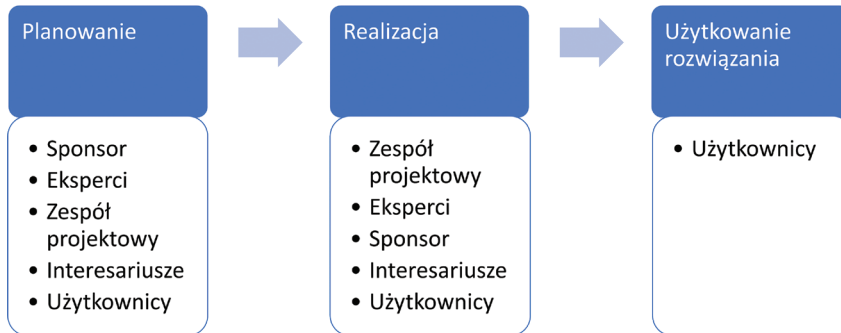 Planowanie
• Sponsor
• Eksperci
• Zespół
projektowy
• Interesariusze
• Użytkownicy
Realizacja
• Zespół
projektowy
• Eksperci
• Sponsor
• Interesariusze
• Użytkownicy
Użytkowanie
rozwiązania
• Użytkownicy